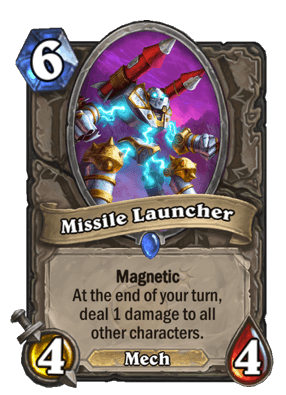 6
Missile Launcher
Magnetic
At the end of your turn,
deal 1 damage to all
other characters.
4
Mech
4